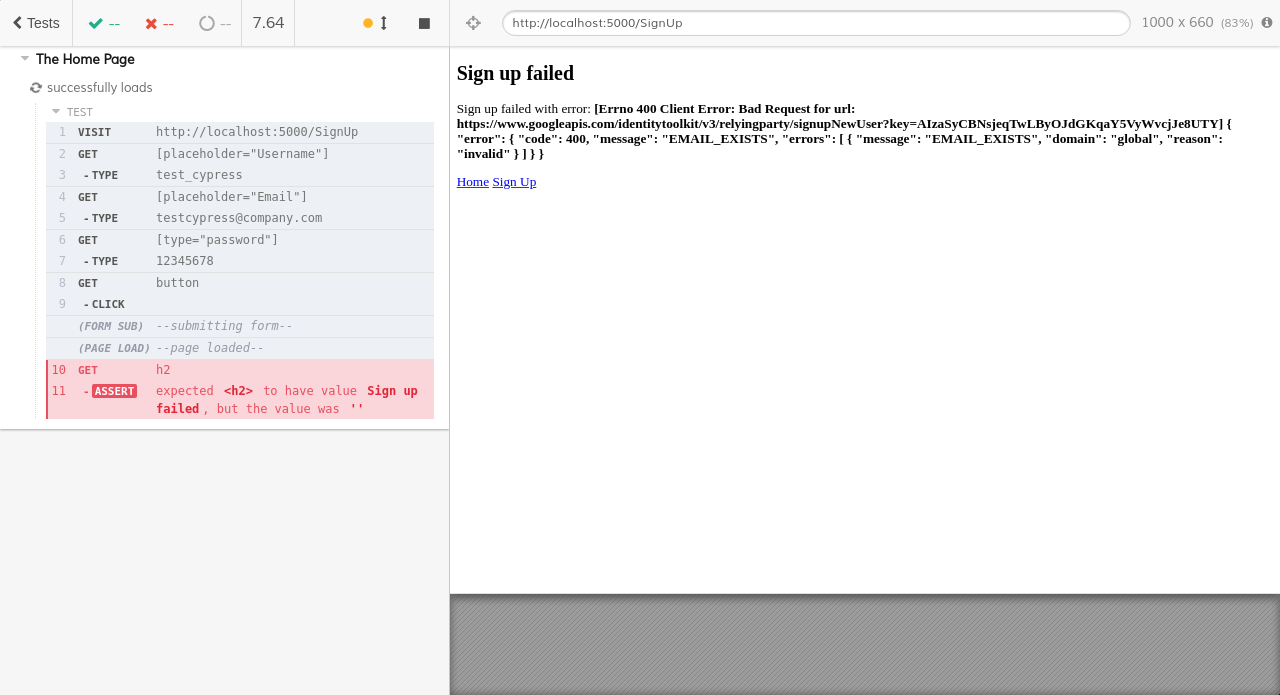 Tests
--
--
--
7.64
http://localhost:5000/SignUp
1000 x 660 (83%)
The Home Page
successfully loads
TEST
1 VISIT http://localhost:5000/SignUp
2 GET [placeholder="Username"]
3 -TYPE test_cypress
4 GET [placeholder="Email"]
5 -TYPE testcypress@company.com
6 GET [type="password"]
7 -TYPE 12345678
8 GET button
9 -CLICK
(FORM SUB) --submitting form--
(PAGE LOAD) --page loaded--
10 GET h2
11 -ASSERT expected <h2> to have value Sign up
failed, but the value was ''
Sign up failed
Sign up failed with error: [Errno 400 Client Error: Bad Request for url:
https://www.googleapis.com/identitytoolkit/v3/relyingparty/signupNewUser?key=AIzaSyCBNsjeqTwLByOJdGKqaY5VyWvcjJe8UTY] {
"error": { "code": 400, "message": "EMAIL_EXISTS", "errors": [ { "message": "EMAIL_EXISTS", "domain": "global", "reason":
"invalid" } ] } }
Home Sign Up